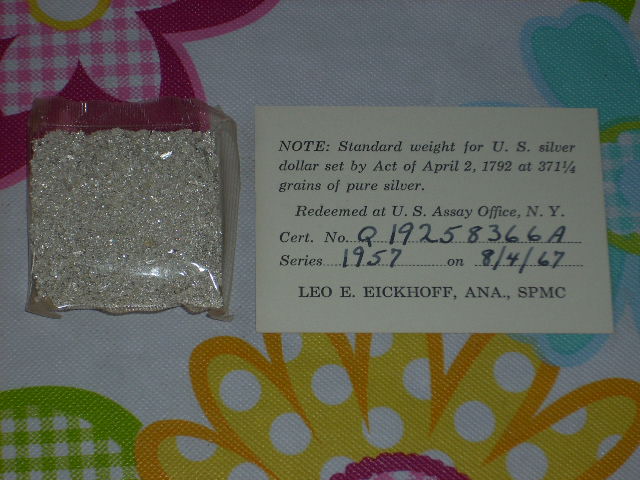 NOTE: Standard weight for U. S. silver
dollar set by Act of April 2, 1792 at 371¼
grains of pure silver.
Redeemed at U. S. Assay Office, N. Y.
Cert. No. Q 19258366A
Series 1957 on 8/4/67
LEO E. EICKHOFF, ANA., SPMC